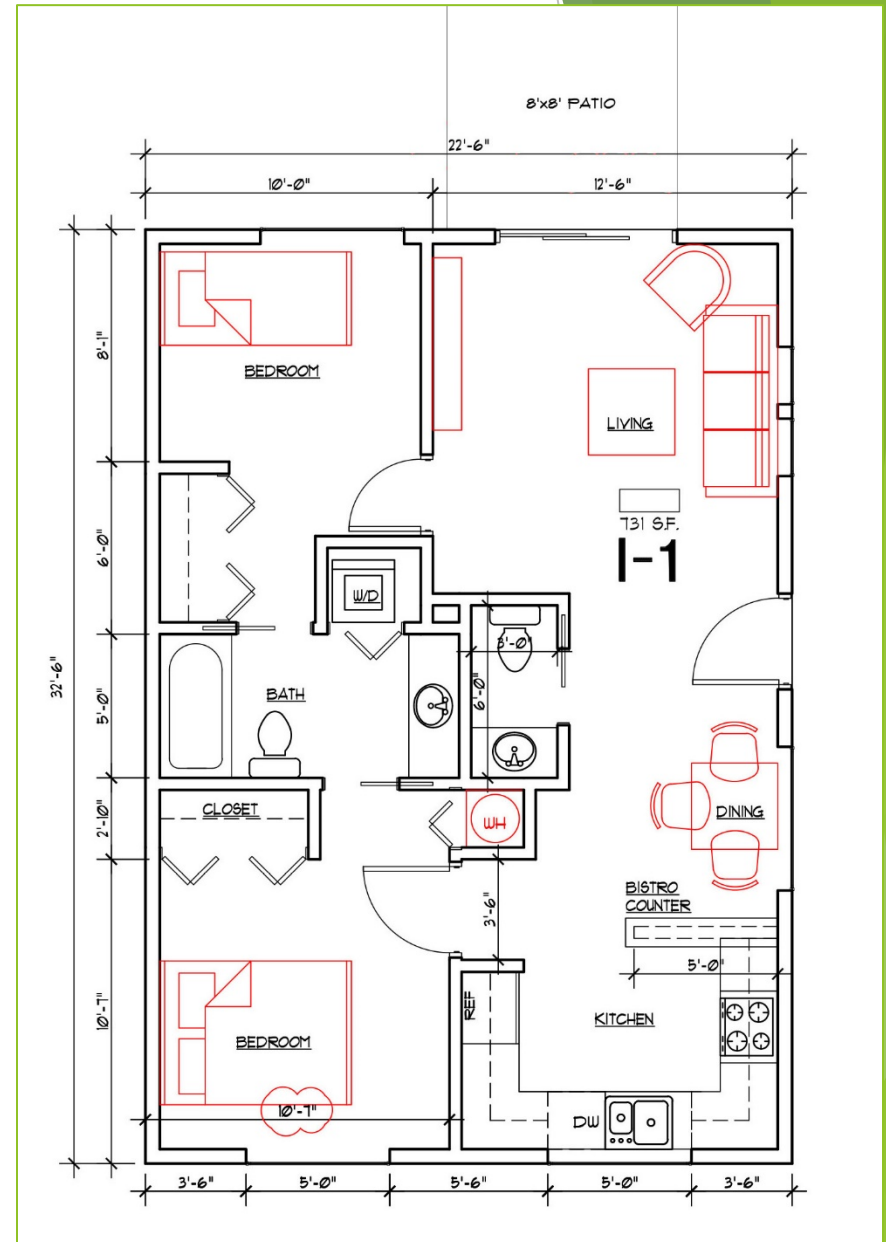 8'x8' PATIO
22'-6"
10'-0"
12'-6"
8'-1"
BEDROOM
LIVING
731 S.F.
I-1
6'-0"
W/D
3'-0"
32'-6"
6'-0"
5'-0"
BATH
2'-10"
CLOSET
WH
DINING
BISTRO
COUNTER
3'-6"
5'-0"
REF
KITCHEN
10'-7"
BEDROOM
10'-7"
DW
3'-6"
5'-0"
5'-6"
5'-0"
3'-6"